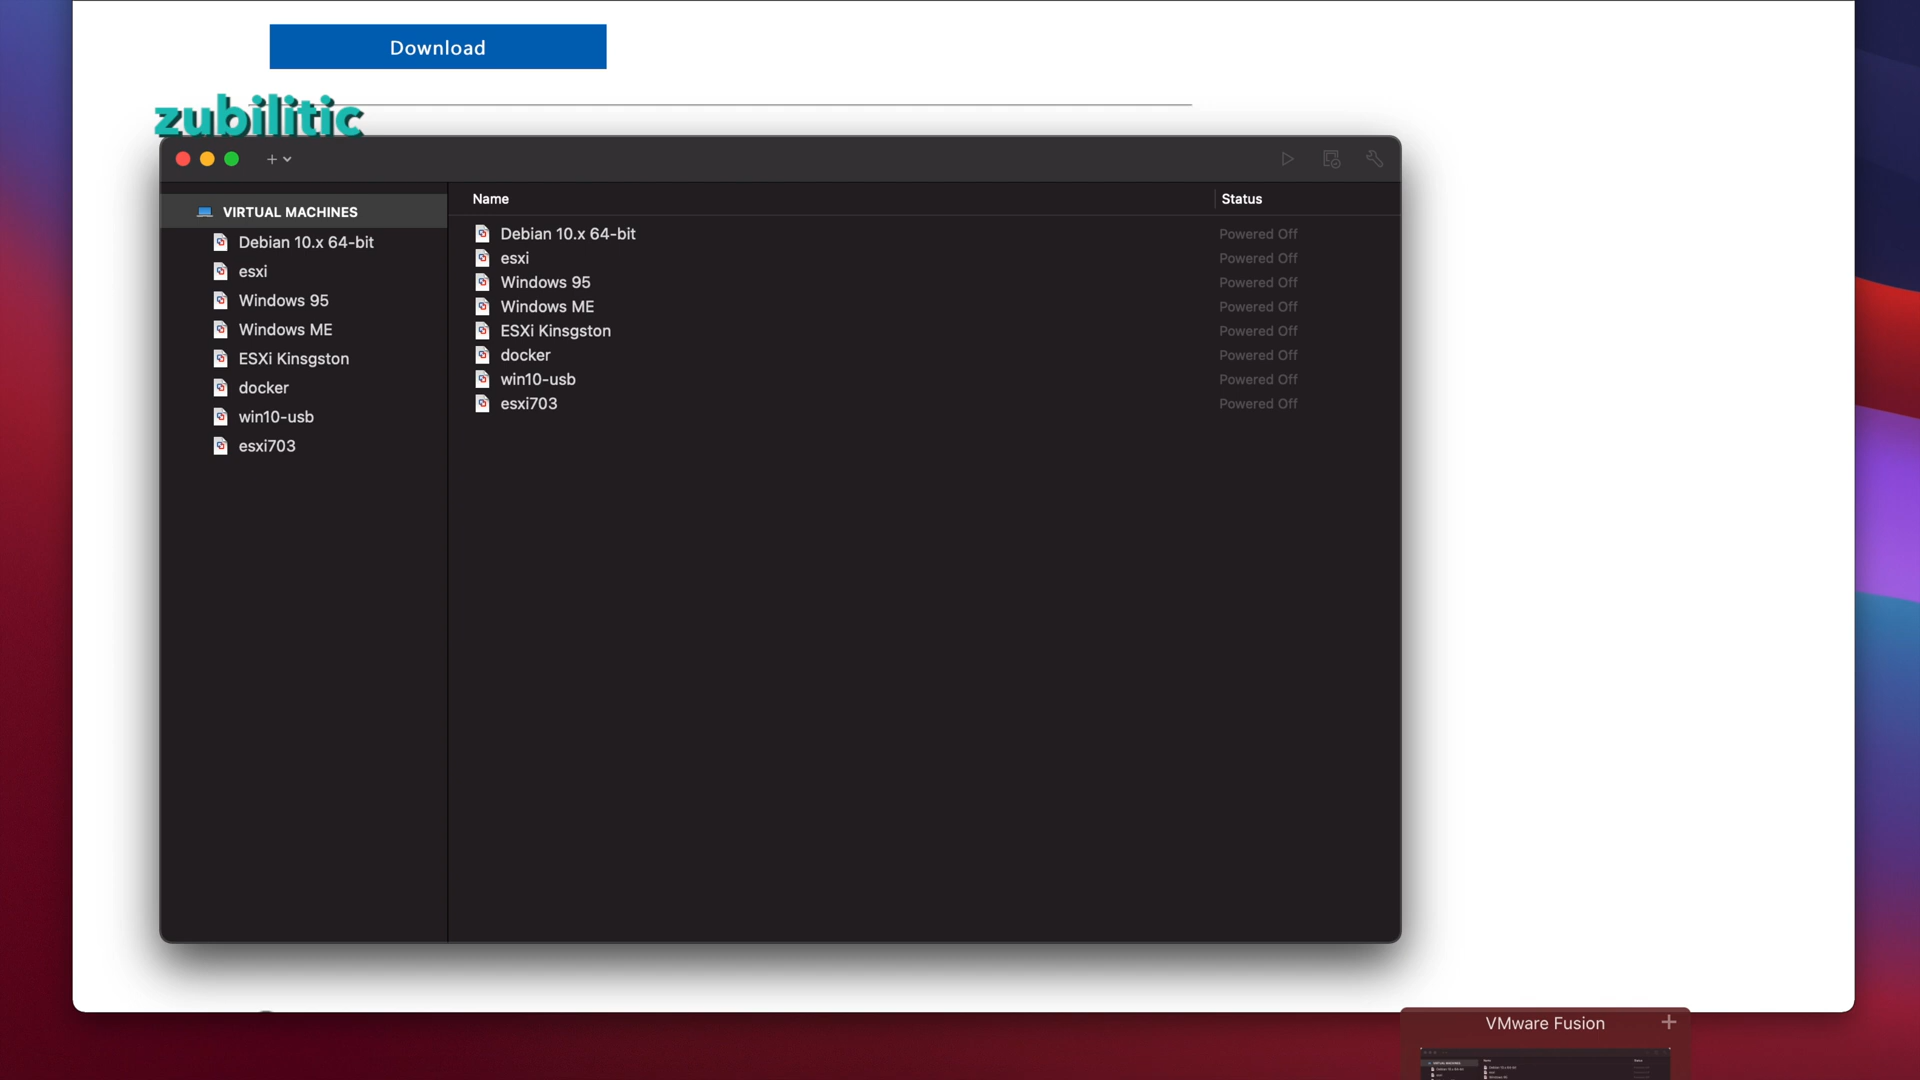 Download
zubilitic
VIRTUAL MACHINES
Debian 10.x 64-bit
esxi
Windows 95
Windows ME
ESXi Kinsgston
docker
win10-usb
esxi703
Name Status
Debian 10.x 64-bit Powered Off
esxi Powered Off
Windows 95 Powered Off
Windows ME Powered Off
ESXi Kinsgston Powered Off
docker Powered Off
win10-usb Powered Off
esxi703 Powered Off
VMware Fusion